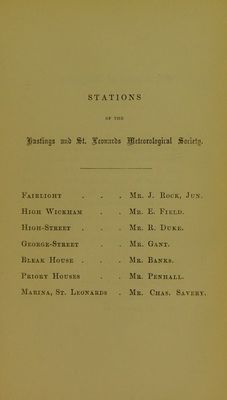 STATIONS
OF THE
Hastings and St. Leonards Meteorological Society.
FAIRLIGHT . . . MR. J. ROCK, JUN.
HIGH WICKHAM . . MR. E. FIELD.
HIGH-STREET . . . MR. R. DUKE.
GEORGE-STREET . . MR. GANT.
BLEAK HOUSE . . . MR. BANKS.
PRIORY HOUSES . . MR. PENHALL.
MARINA, ST. LEONARDS . MR. CHAS. SAVERY.